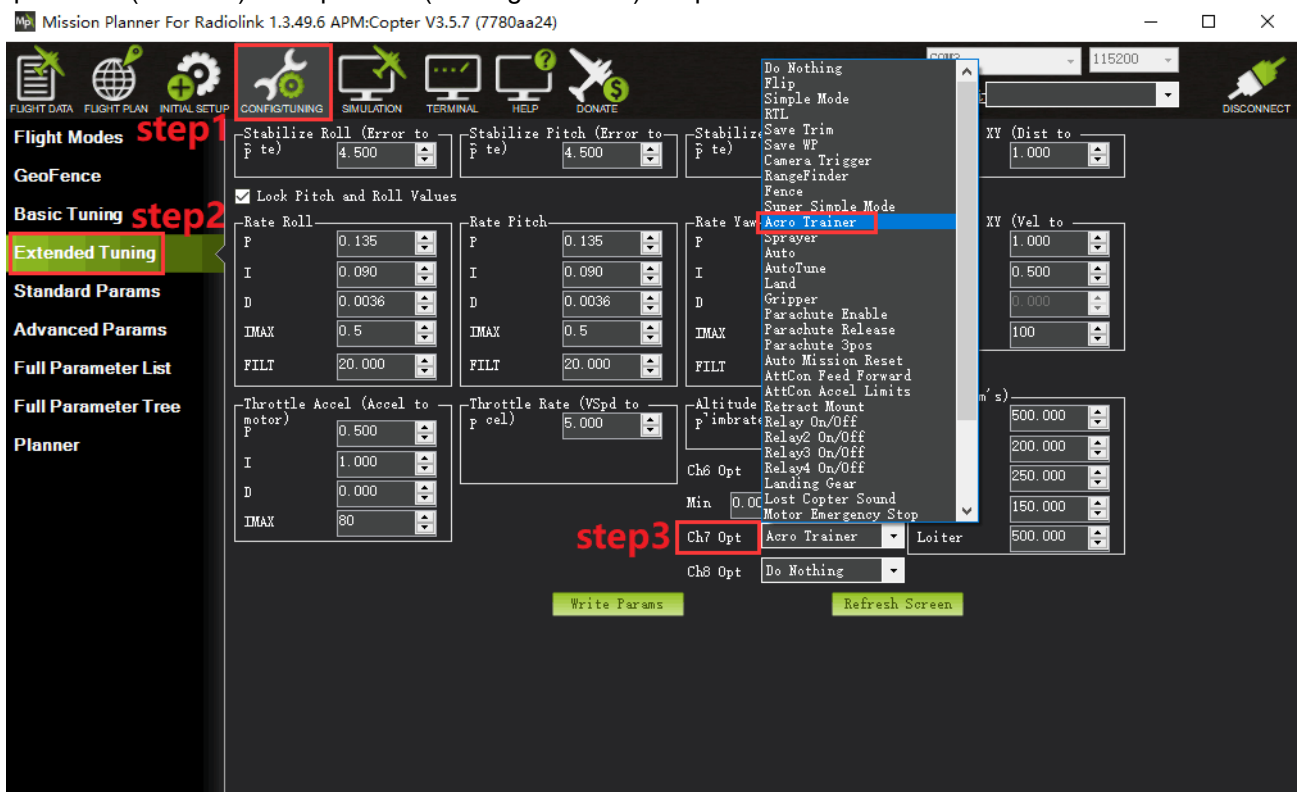 Mission Planner For Radiolink 1.3.49.6 APM:Copter V3.5.7 (7780aa24)
FLIGHT DATA FLIGHT PLAN INITIAL SETUP CONFIG/TUNING SIMULATION TERMINAL HELP DONATE
115200
DISCONNECT
step1
step2
step3
Flight Modes
GeoFence
Basic Tuning
Extended Tuning
Standard Params
Advanced Params
Full Parameter List
Full Parameter Tree
Planner
Stabilize Roll (Error to
te)
4.500
Stabilize Pitch (Error to
te)
4.500
Stabilize
te)
XY (Dist to
1.000
Lock Pitch and Roll Values
Rate Roll
P 0.135
I 0.090
D 0.0036
IMAX 0.5
FILT 20.000
Rate Pitch
P 0.135
I 0.090
D 0.0036
IMAX 0.5
FILT 20.000
Rate Yaw
P
I
D
IMAX
FILT
XY (Vel to
1.000
0.500
0.000
100
Throttle Accel (Accel to
motor)
P 0.500
I 1.000
D 0.000
IMAX 80
Throttle Rate (VSpd to
cel)
5.000
Altitude
imbrate
m's)
500.000
200.000
250.000
150.000
Loiter 500.000
Ch6 Opt
Min 0.00
Ch7 Opt Acro Trainer
Ch8 Opt Do Nothing
Do Nothing
Flip
Simple Mode
RTL
Save Trim
Save WP
Camera Trigger
RangeFinder
Fence
Super Simple Mode
Acro Trainer
Sprayer
Auto
AutoTune
Land
Gripper
Parachute Enable
Parachute Release
Parachute 3pos
Auto Mission Reset
AttCon Feed Forward
AttCon Accel Limits
Retract Mount
Relay On/Off
Relay2 On/Off
Relay3 On/Off
Relay4 On/Off
Landing Gear
Lost Copter Sound
Motor Emergency Stop
Write Params
Refresh Screen